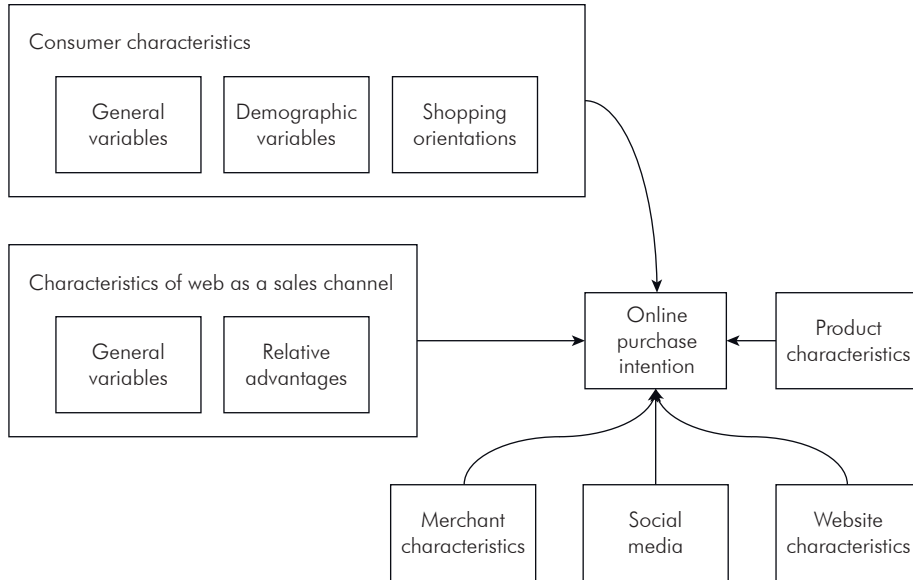 Consumer characteristics
General
variables
Demographic
variables
Shopping
orientations
Characteristics of web as a sales channel
General
variables
Relative
advantages
Online
purchase
intention
Product
characteristics
Merchant
characteristics
Social
media
Website
characteristics